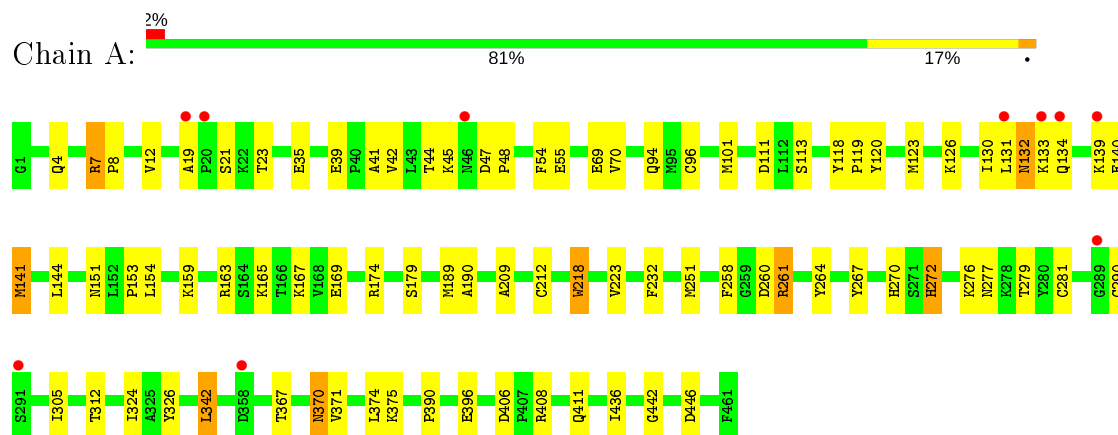 2%
Chain A:
81% 17% •
G1 Q4 R7 P8 V12 A19 P20 S21 K22 T23 E35 E39 P40 A41 V42 L43 T44 K45 N46 D47 P48 F54 E55 E69 V70 Q94 M95 C96 M101 D111 L112 S113 Y118 P119 Y120 M123 K126 I130 L131 N132 K133 Q134 K139
M141 L144 N151 L152 P153 L154 K159 R163 S164 K165 T166 K167 V168 E169 R174 S179 M189 A190 A209 C212 W218 V223 F232 M251 F258 G259 D260 R261 Y264 Y267 H270 S271 H272 K276 N277 K278 T279 Y280 C281 G289
S291 I305 T312 I324 A325 Y326 L342 D358 T367 N370 V371 L374 K375 P390 E396 D406 P407 R408 Q411 I436 G442 D446 F461